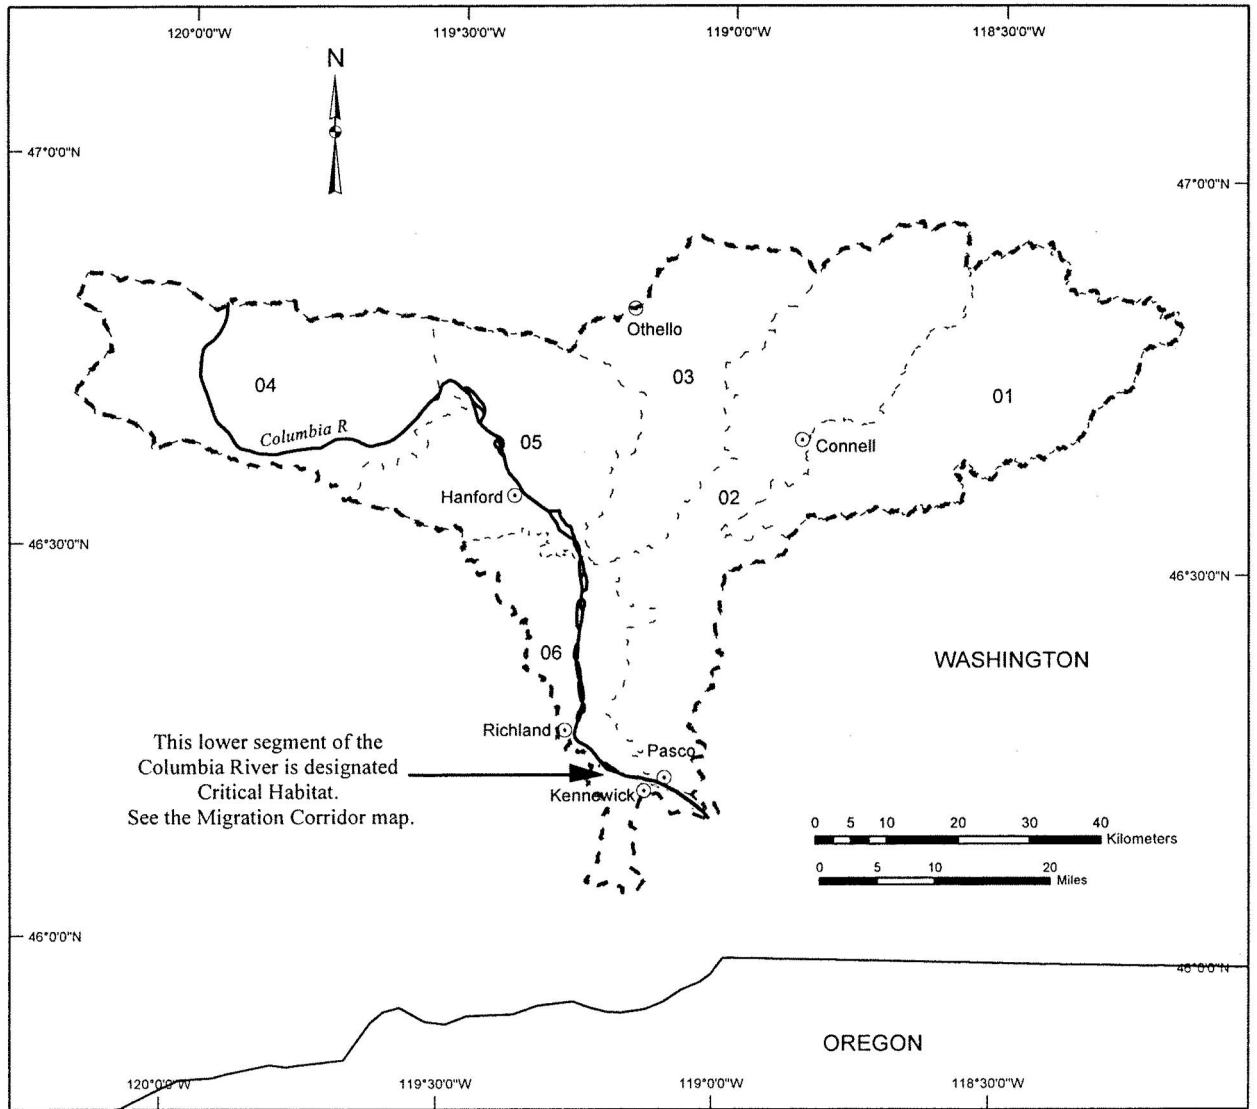 120°0'0"W
119°30'0"W
119°0'0"W
118°30'0"W
N
47°0'0"N
47°0'0"N
Othello
03
04
01
Columbia R
05
Connell
Hanford
02
46°30'0"N
46°30'0"N
06
WASHINGTON
Richland
This lower segment of the
Columbia River is designated
Critical Habitat.
See the Migration Corridor map.
Pasco
Kennewick
0 5 10 20 30 40 Kilometers
0 5 10 20 Miles
46°0'0"N
46°0'0"N
OREGON
120°0'0"W
119°30'0"W
119°0'0"W
118°30'0"W